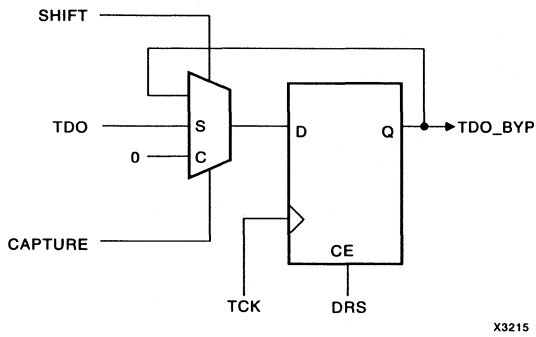 SHIFT
TDO
S
D
Q
TDO_BYP
0
C
CAPTURE
CE
TCK
DRS
X3215